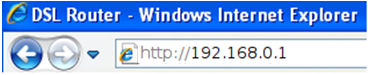 DSL Router - Windows Internet Explorer
http://192.168.0.1